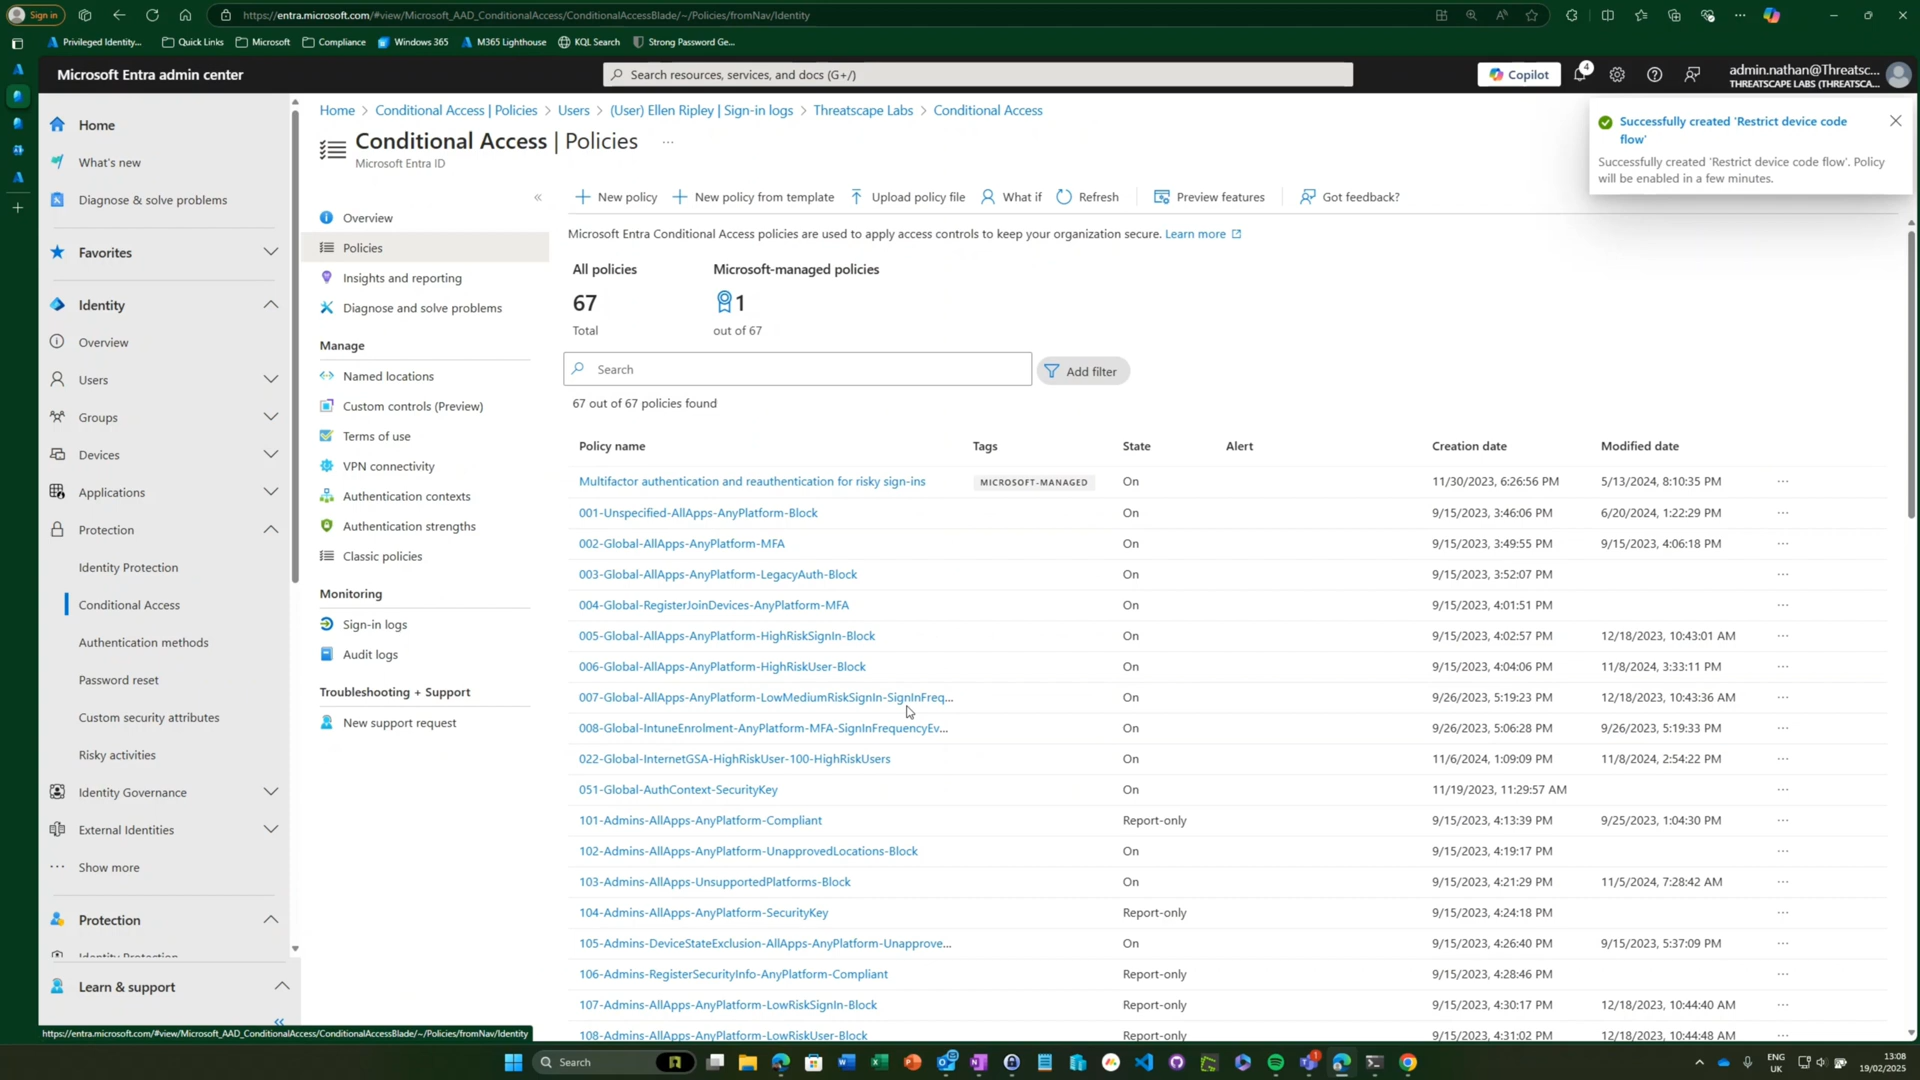 Sign in
https://entra.microsoft.com/#view/Microsoft_AAD_ConditionalAccess/ConditionalAccessBlade/~/Policies/fromNav/Identity
Privileged Identity...
Quick Links
Microsoft
Compliance
Windows 365
M365 Lighthouse
KQL Search
Strong Password Ge...
Microsoft Entra admin center
Search resources, services, and docs (G+/)
Copilot
4
admin.nathan@Threatsc...
THREATSCAPE LABS (THREATSCA...
Home
What's new
Diagnose & solve problems
Favorites
Identity
Overview
Users
Groups
Devices
Applications
Protection
Identity Protection
Conditional Access
Authentication methods
Password reset
Custom security attributes
Risky activities
Identity Governance
External Identities
Show more
Protection
Identity Protection
Learn & support
https://entra.microsoft.com/#view/Microsoft_AAD_ConditionalAccess/ConditionalAccessBlade/~/Policies/fromNav/Identity
Home > Conditional Access | Policies > Users > (User) Ellen Ripley | Sign-in logs > Threatscape Labs > Conditional Access
Conditional Access | Policies ...
Microsoft Entra ID
Overview
Policies
Insights and reporting
Diagnose and solve problems
Manage
Named locations
Custom controls (Preview)
Terms of use
VPN connectivity
Authentication contexts
Authentication strengths
Classic policies
Monitoring
Sign-in logs
Audit logs
Troubleshooting + Support
New support request
New policy
New policy from template
Upload policy file
What if
Refresh
Preview features
Got feedback?
Successfully created 'Restrict device code
flow'
Successfully created 'Restrict device code flow'. Policy
will be enabled in a few minutes.
Microsoft Entra Conditional Access policies are used to apply access controls to keep your organization secure. Learn more
All policies
67
Total
Microsoft-managed policies
1
out of 67
Search
Add filter
67 out of 67 policies found
Policy name Tags State Alert Creation date Modified date
Multifactor authentication and reauthentication for risky sign-ins MICROSOFT-MANAGED On 11/30/2023, 6:26:56 PM 5/13/2024, 8:10:35 PM ...
001-Unspecified-AllApps-AnyPlatform-Block On 9/15/2023, 3:46:06 PM 6/20/2024, 1:22:29 PM ...
002-Global-AllApps-AnyPlatform-MFA On 9/15/2023, 3:49:55 PM 9/15/2023, 4:06:18 PM ...
003-Global-AllApps-AnyPlatform-LegacyAuth-Block On 9/15/2023, 3:52:07 PM ...
004-Global-RegisterJoinDevices-AnyPlatform-MFA On 9/15/2023, 4:01:51 PM ...
005-Global-AllApps-AnyPlatform-HighRiskSignIn-Block On 9/15/2023, 4:02:57 PM 12/18/2023, 10:43:01 AM ...
006-Global-AllApps-AnyPlatform-HighRiskUser-Block On 9/15/2023, 4:04:06 PM 11/8/2024, 3:33:11 PM ...
007-Global-AllApps-AnyPlatform-LowMediumRiskSignIn-SignInFreq... On 9/26/2023, 5:19:23 PM 12/18/2023, 10:43:36 AM ...
008-Global-IntuneEnrolment-AnyPlatform-MFA-SignInFrequencyEv... On 9/26/2023, 5:06:28 PM 9/26/2023, 5:19:33 PM ...
022-Global-InternetGSA-HighRiskUser-100-HighRiskUsers On 11/6/2024, 1:09:09 PM 11/8/2024, 2:54:22 PM ...
051-Global-AuthContext-SecurityKey On 11/19/2023, 11:29:57 AM ...
101-Admins-AllApps-AnyPlatform-Compliant Report-only 9/15/2023, 4:13:39 PM 9/25/2023, 1:04:30 PM ...
102-Admins-AllApps-AnyPlatform-UnapprovedLocations-Block On 9/15/2023, 4:19:17 PM ...
103-Admins-AllApps-UnsupportedPlatforms-Block On 9/15/2023, 4:21:29 PM 11/5/2024, 7:28:42 AM ...
104-Admins-AllApps-AnyPlatform-SecurityKey Report-only 9/15/2023, 4:24:18 PM ...
105-Admins-DeviceStateExclusion-AllApps-AnyPlatform-Unapprove... On 9/15/2023, 4:26:40 PM 9/15/2023, 5:37:09 PM ...
106-Admins-RegisterSecurityInfo-AnyPlatform-Compliant Report-only 9/15/2023, 4:28:46 PM ...
107-Admins-AllApps-AnyPlatform-LowRiskSignIn-Block Report-only 9/15/2023, 4:30:17 PM 12/18/2023, 10:44:40 AM ...
108-Admins-AllApps-AnyPlatform-LowRiskUser-Block Report-only 9/15/2023, 4:31:02 PM 12/18/2023, 10:44:48 AM ...
Search
ENG
UK
13:08
19/02/2025